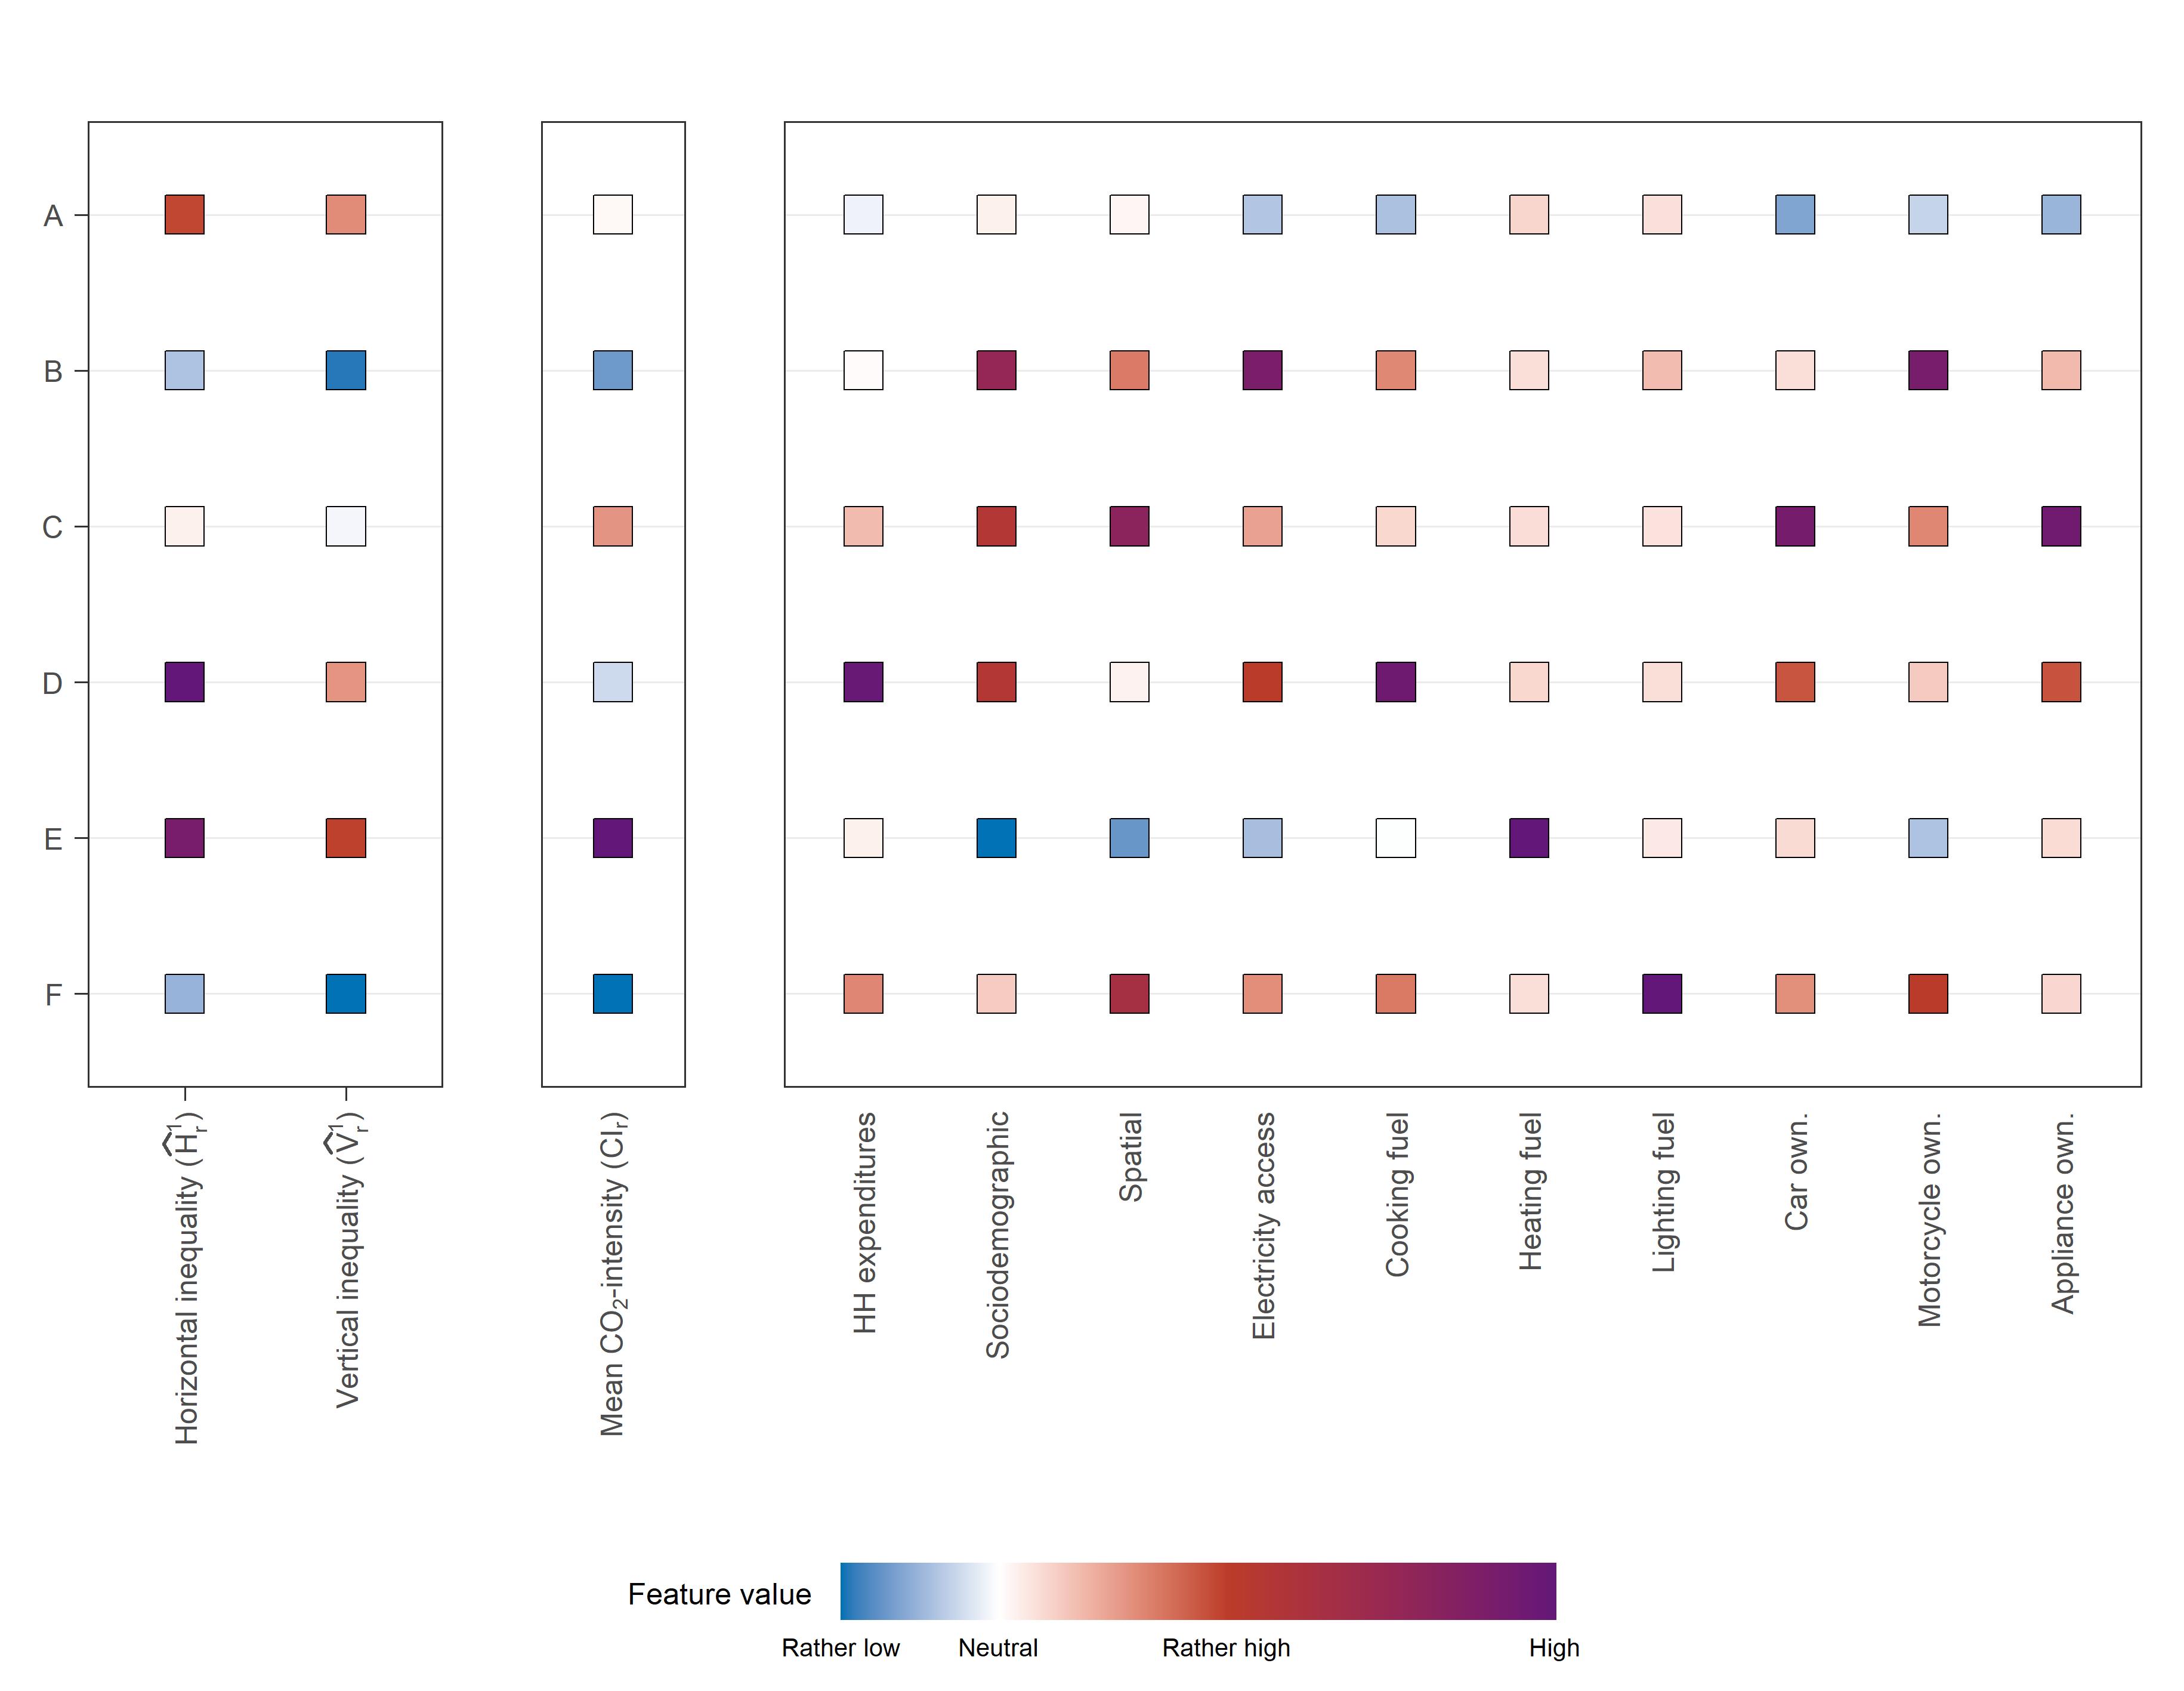 A
B
C
D
E
F
Horizontal inequality (Ĥ¹ᵣ)
Vertical inequality (V̂¹ᵣ)
Mean CO₂-intensity (CIᵣ)
HH expenditures
Sociodemographic
Spatial
Electricity access
Cooking fuel
Heating fuel
Lighting fuel
Car own.
Motorcycle own.
Appliance own.
Feature value
Rather low Neutral Rather high High